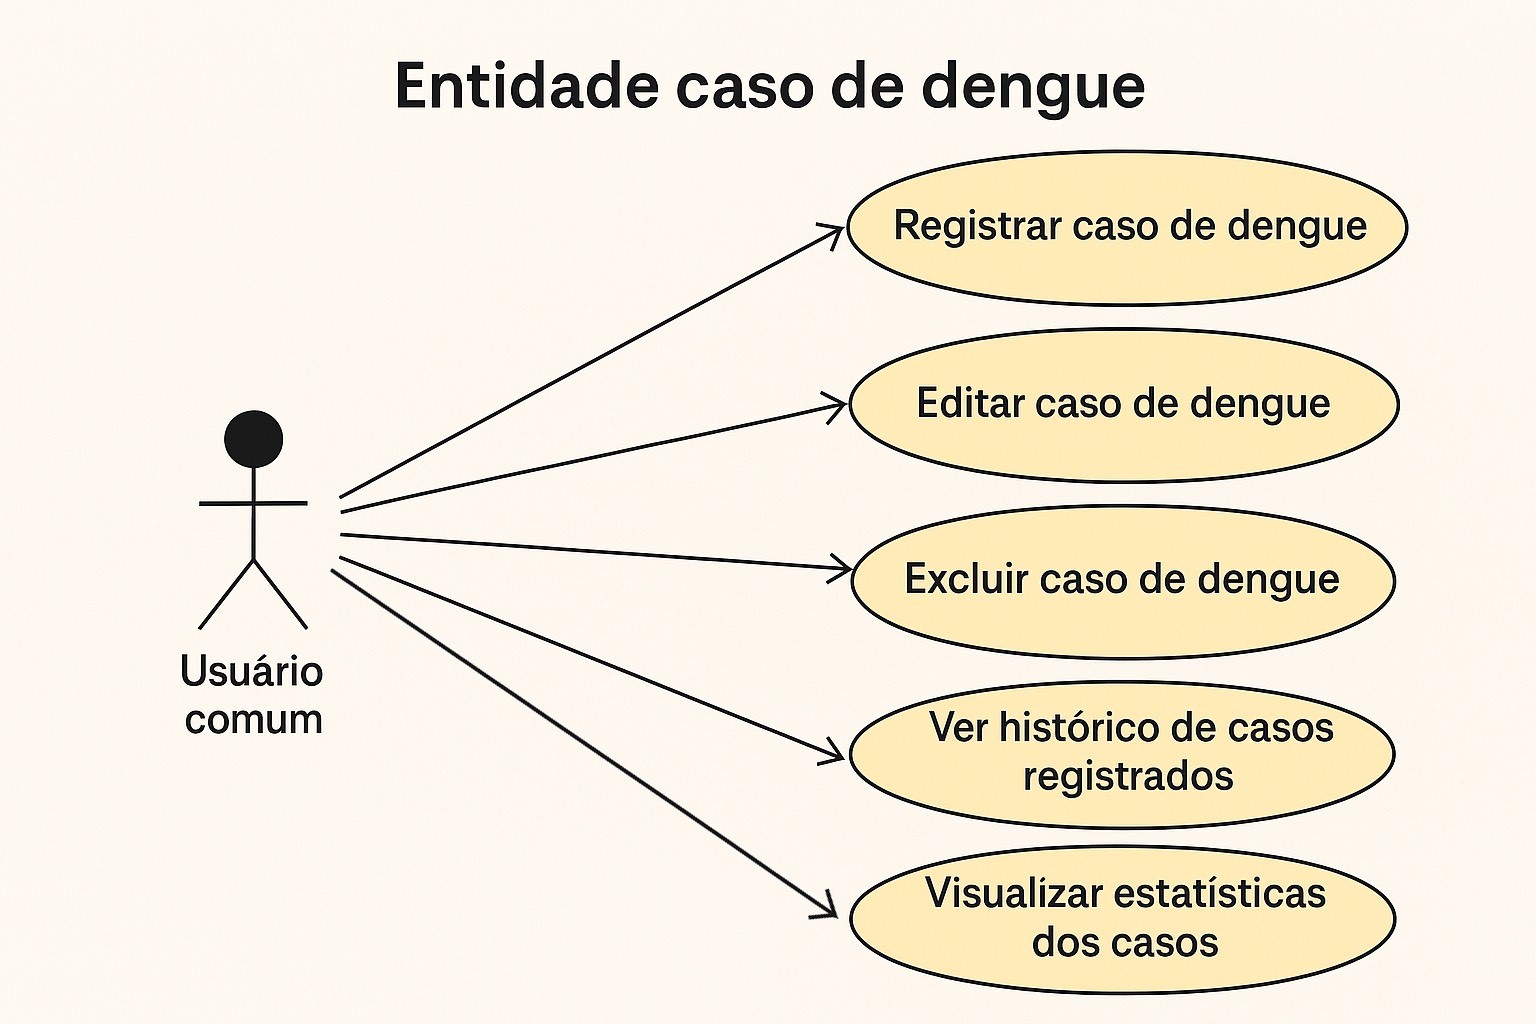 Entidade caso de dengue
Registrar caso de dengue
Editar caso de dengue
Excluir caso de dengue
Usuário
comum
Ver histórico de casos
registrados
Visualizar estatísticas
dos casos